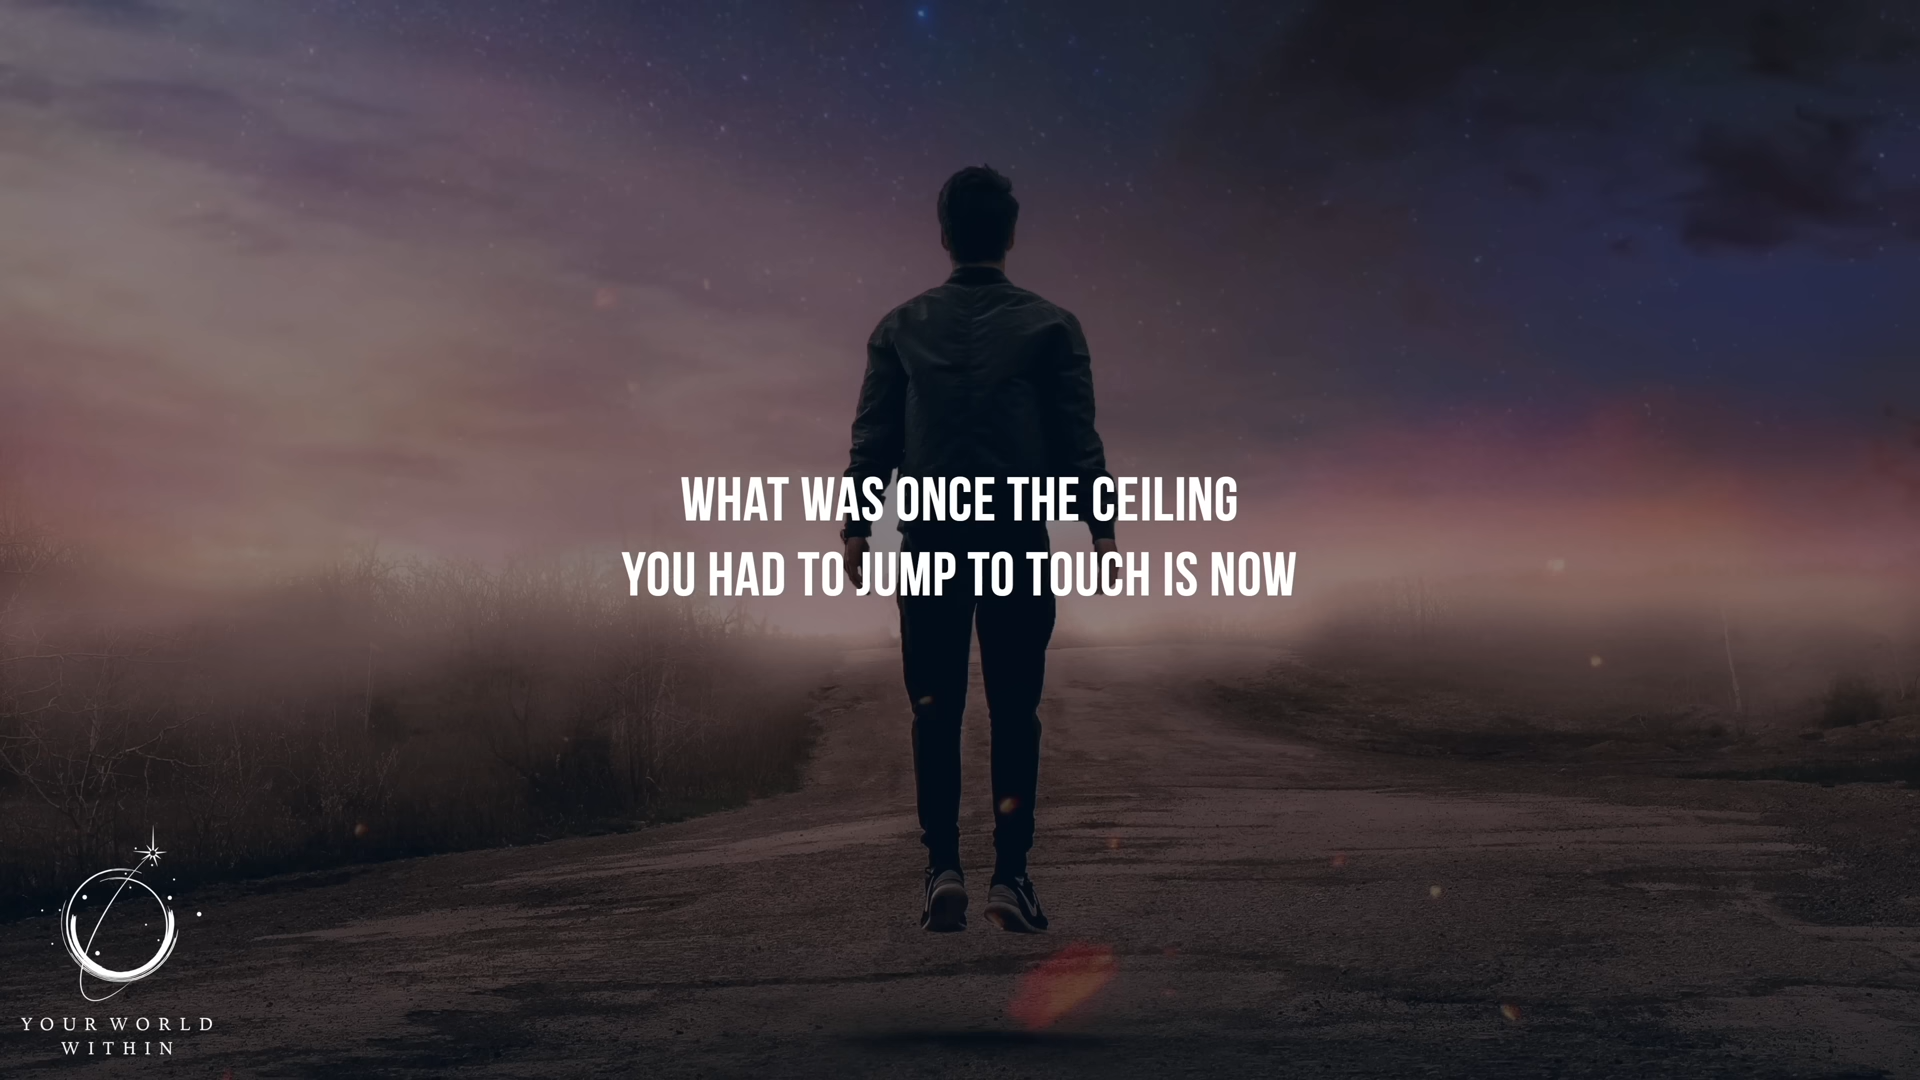 WHAT WAS ONCE THE CEILING
YOU HAD TO JUMP TO TOUCH IS NOW
YOUR WORLD
WITHIN